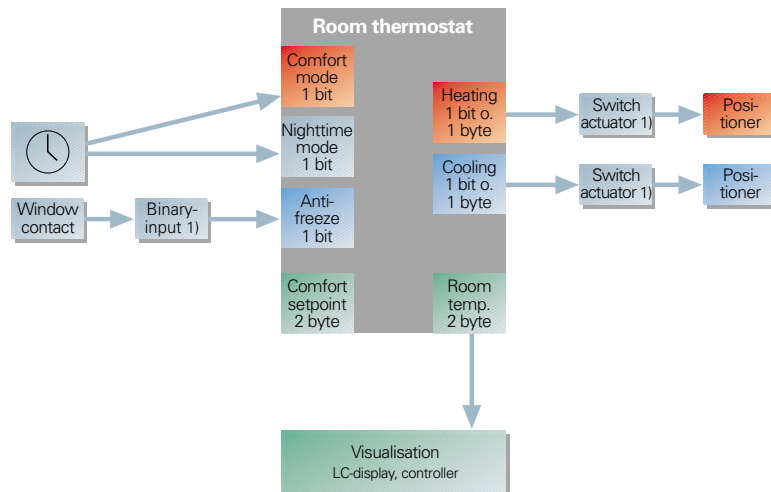 Room thermostat
Comfort
mode
1 bit
Nighttime
mode
1 bit
Anti-
freeze
1 bit
Comfort
setpoint
2 byte
Heating
1 bit o.
1 byte
Cooling
1 bit o.
1 byte
Room
temp.
2 byte
Window
contact
Binary-
input 1)
Switch
actuator 1)
Posi-
tioner
Switch
actuator 1)
Posi-
tioner
Visualisation
LC-display, controller